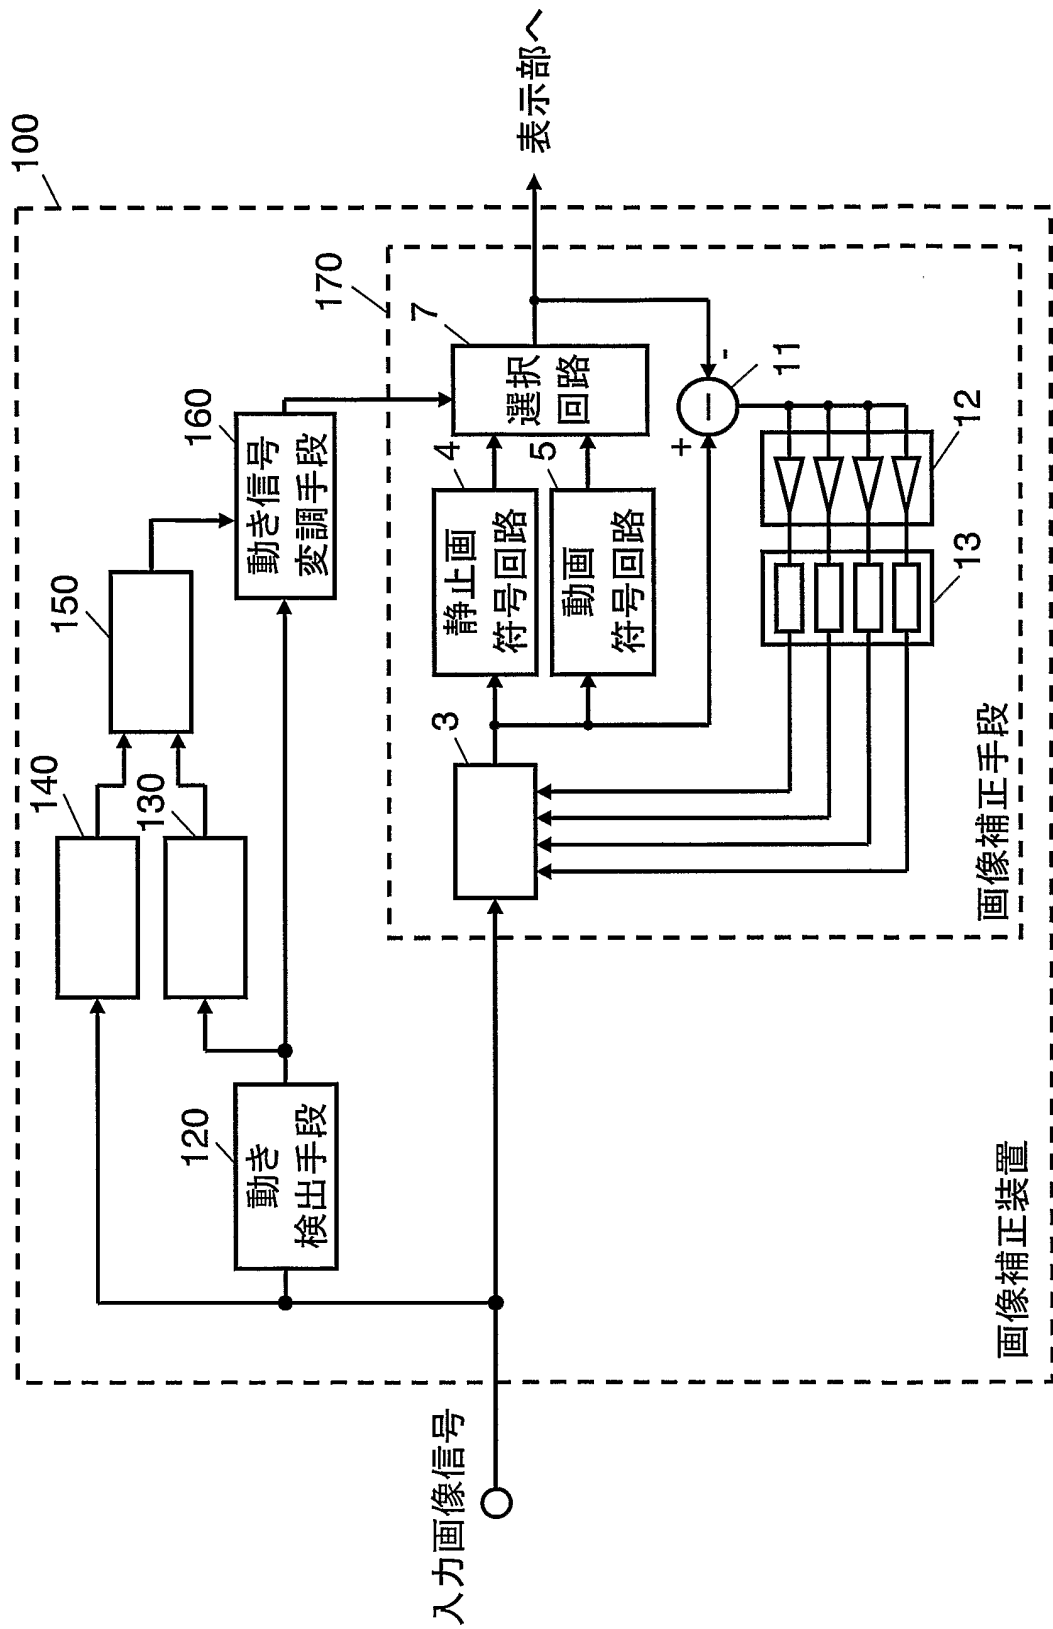 100
140
150
160
動き信号
変調手段
130
120
動き
検出手段
170
7
選択
回路
表示部へ
4
静止画
符号回路
5
動画
符号回路
3
+
-
−
11
12
13
画像補正手段
画像補正装置
入力画像信号